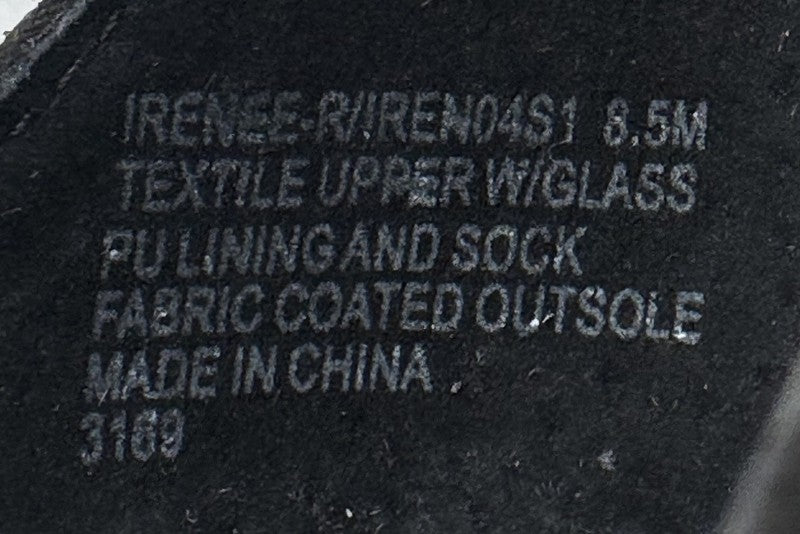 IRENEE-R/IREN04S1 8.5M
TEXTILE UPPER W/GLASS
PU LINING AND SOCK
FABRIC COATED OUTSOLE
MADE IN CHINA
3169